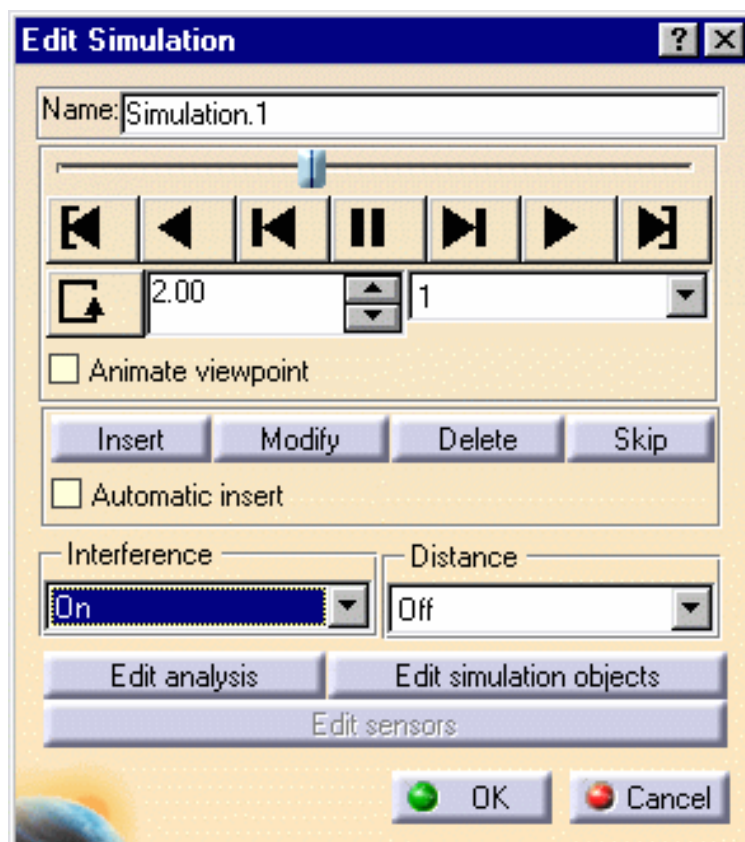 Edit Simulation
Name: Simulation.1
2.00 1
Animate viewpoint
Insert Modify Delete Skip
Automatic insert
Interference Distance
On Off
Edit analysis Edit simulation objects
Edit sensors
OK Cancel